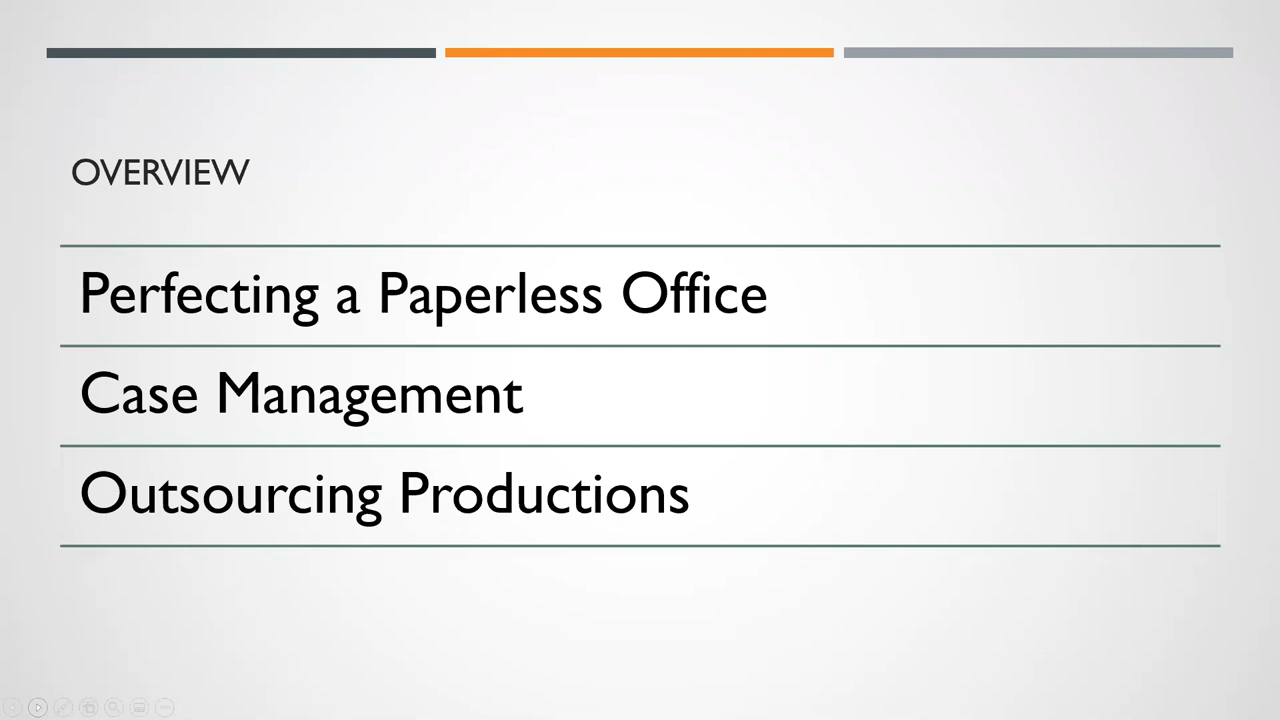 OVERVIEW
Perfecting a Paperless Office
Case Management
Outsourcing Productions